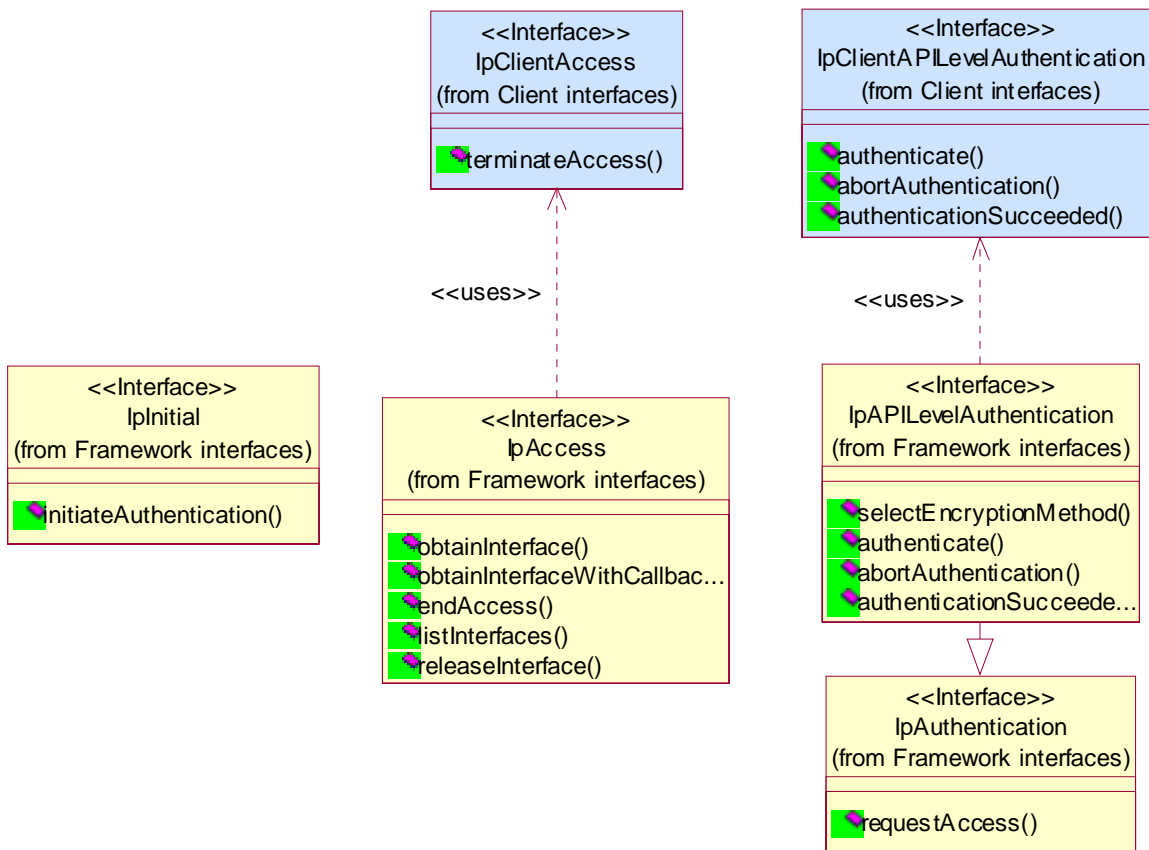 <<Interface>>
IpClientAccess
(from Client interfaces)
terminateAccess()
<<Interface>>
IpClientAPILevelAuthentication
(from Client interfaces)
authenticate()
abortAuthentication()
authenticationSucceeded()
<<uses>>
<<uses>>
<<Interface>>
IpInitial
(from Framework interfaces)
initiateAuthentication()
<<Interface>>
IpAccess
(from Framework interfaces)
obtainInterface()
obtainInterfaceWithCallbac...
endAccess()
listInterfaces()
releaseInterface()
<<Interface>>
IpAPILevelAuthentication
(from Framework interfaces)
selectEncryptionMethod()
authenticate()
abortAuthentication()
authenticationSucceede...
<<Interface>>
IpAuthentication
(from Framework interfaces)
requestAccess()